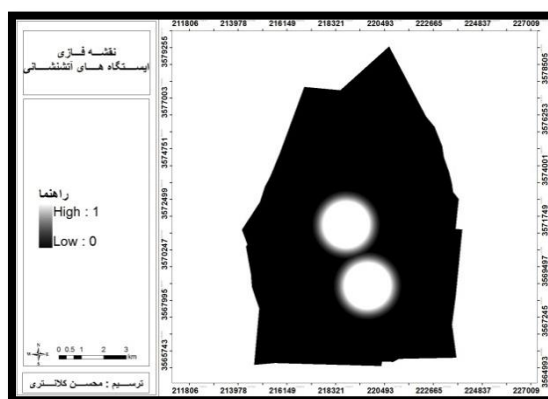 نقشه فازی
ایستگاه های آتشنشانی
راهنما
High : 1
Low : 0
N
W E
S
0 0.5 1 2 3
km
ترسیم : محسن کلانتری
211806 213978 216149 218321 220493 222665 224837 227009
3579255
3577003
3574751
3572499
3570247
3567995
3565743
3578505
3576253
3574001
3571749
3569497
3567245
3564993
211806 213978 216149 218321 220493 222665 224837 227009